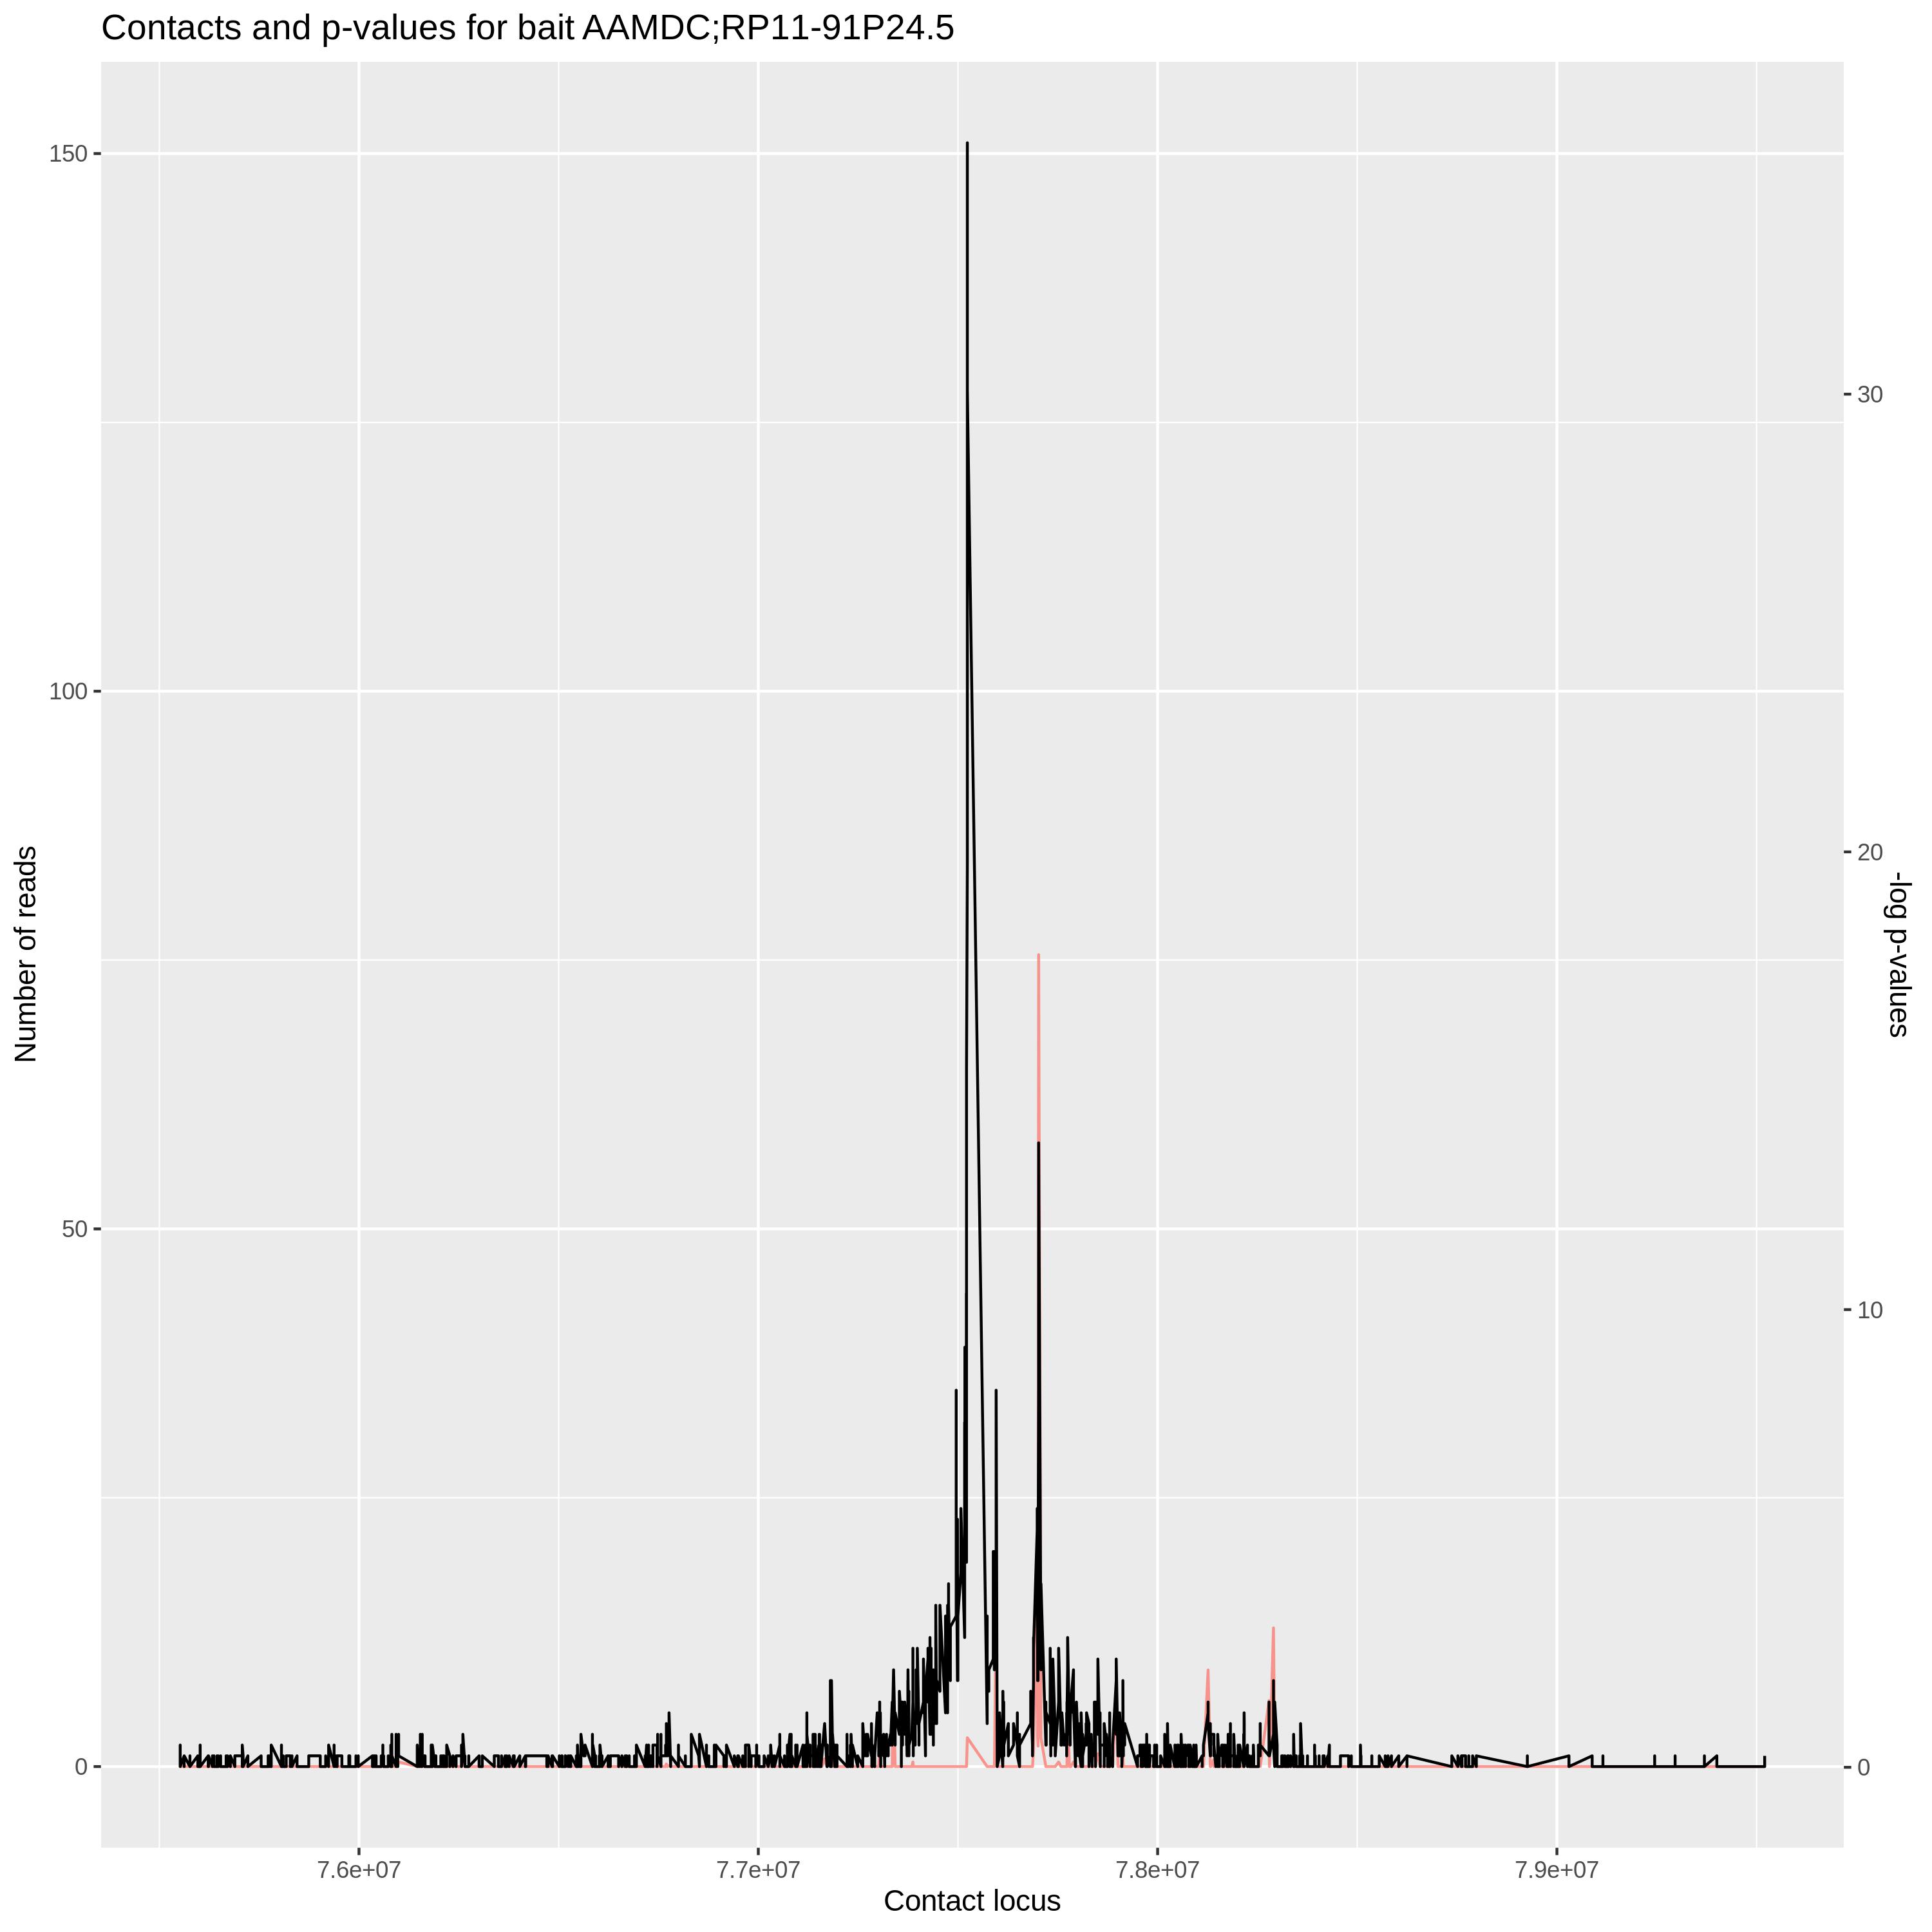 Contacts and p-values for bait AAMDC;RP11-91P24.5
150
100
50
0
30
20
10
0
Number of reads
-log p-values
7.6e+07 7.7e+07 7.8e+07 7.9e+07
Contact locus